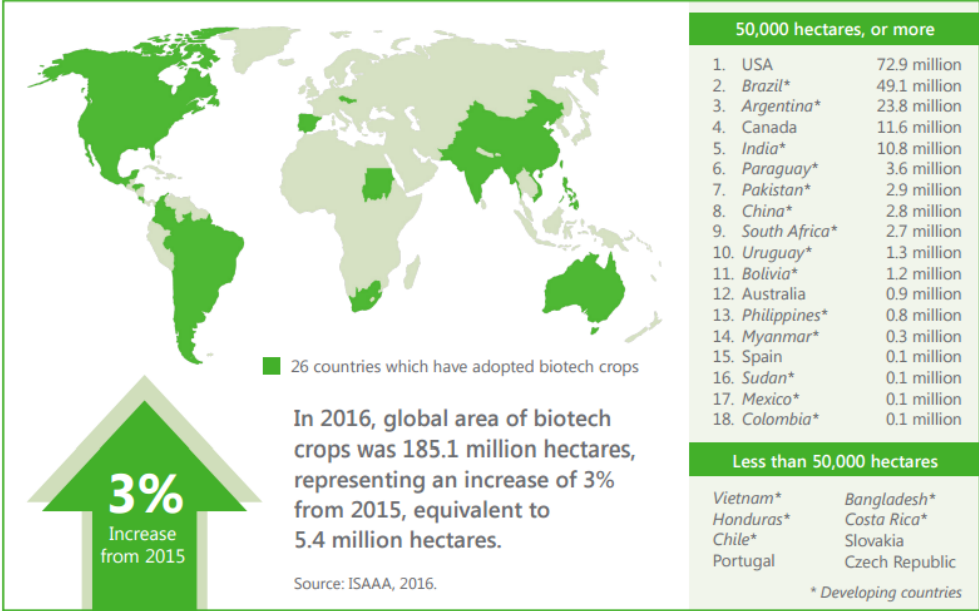 26 countries which have adopted biotech crops
3%
Increase
from 2015
In 2016, global area of biotech
crops was 185.1 million hectares,
representing an increase of 3%
from 2015, equivalent to
5.4 million hectares.
Source: ISAAA, 2016.
50,000 hectares, or more
1. USA 72.9 million
2. Brazil* 49.1 million
3. Argentina* 23.8 million
4. Canada 11.6 million
5. India* 10.8 million
6. Paraguay* 3.6 million
7. Pakistan* 2.9 million
8. China* 2.8 million
9. South Africa* 2.7 million
10. Uruguay* 1.3 million
11. Bolivia* 1.2 million
12. Australia 0.9 million
13. Philippines* 0.8 million
14. Myanmar* 0.3 million
15. Spain 0.1 million
16. Sudan* 0.1 million
17. Mexico* 0.1 million
18. Colombia* 0.1 million
Less than 50,000 hectares
Vietnam* Bangladesh*
Honduras* Costa Rica*
Chile* Slovakia
Portugal Czech Republic
* Developing countries